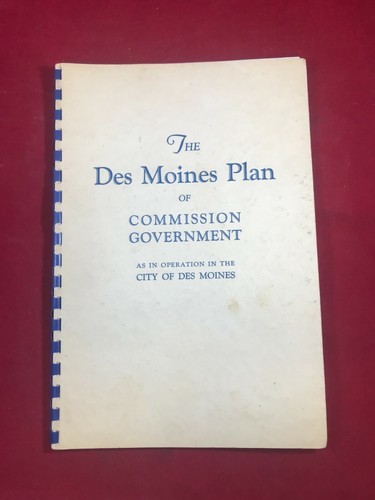 The
Des Moines Plan
OF
COMMISSION
GOVERNMENT
AS IN OPERATION IN THE
CITY OF DES MOINES